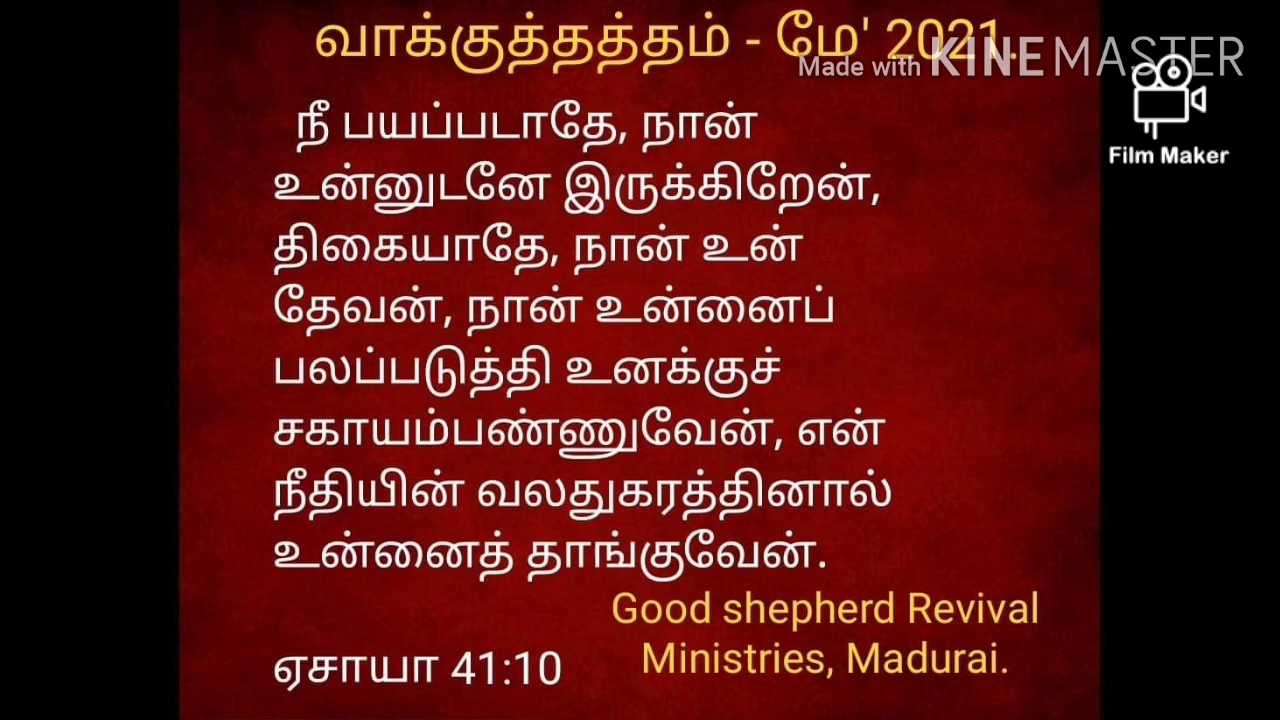 வாக்குத்தத்தம் - மே' 2021.
Made with KINEMASTER
Film Maker
நீ பயப்படாதே, நான்
உன்னுடனே இருக்கிறேன்,
திகையாதே, நான் உன்
தேவன், நான் உன்னைப்
பலப்படுத்தி உனக்குச்
சகாயம்பண்ணுவேன், என்
நீதியின் வலதுகரத்தினால்
உன்னைத் தாங்குவேன்.
Good shepherd Revival
Ministries, Madurai.
ஏசாயா 41:10